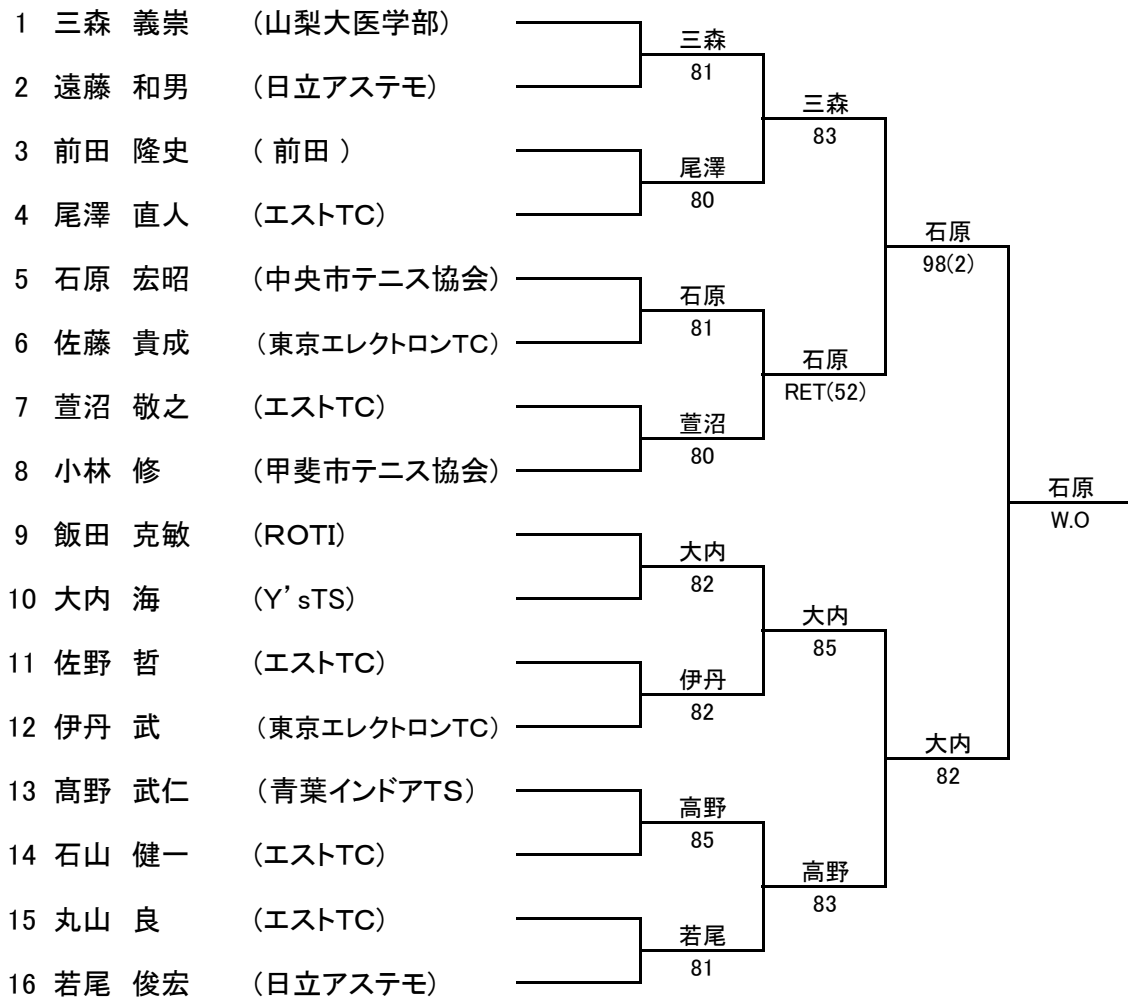 1 三森 義崇 (山梨大医学部)
三森
2 遠藤 和男 (日立アステモ)
81
三森
83
3 前田 隆史 ( 前田 )
尾澤
4 尾澤 直人 (エストTC)
80
石原
98(2)
5 石原 宏昭 (中央市テニス協会)
石原
6 佐藤 貴成 (東京エレクトロンTC)
81
石原
RET(52)
7 萱沼 敬之 (エストTC)
萱沼
8 小林 修 (甲斐市テニス協会)
80
石原
W.O
9 飯田 克敏 (ROTI)
大内
10 大内 海 (Y’sTS)
82
大内
85
11 佐野 哲 (エストTC)
伊丹
12 伊丹 武 (東京エレクトロンTC)
82
大内
82
13 髙野 武仁 (青葉インドアTS)
高野
14 石山 健一 (エストTC)
85
高野
83
15 丸山 良 (エストTC)
若尾
16 若尾 俊宏 (日立アステモ)
81